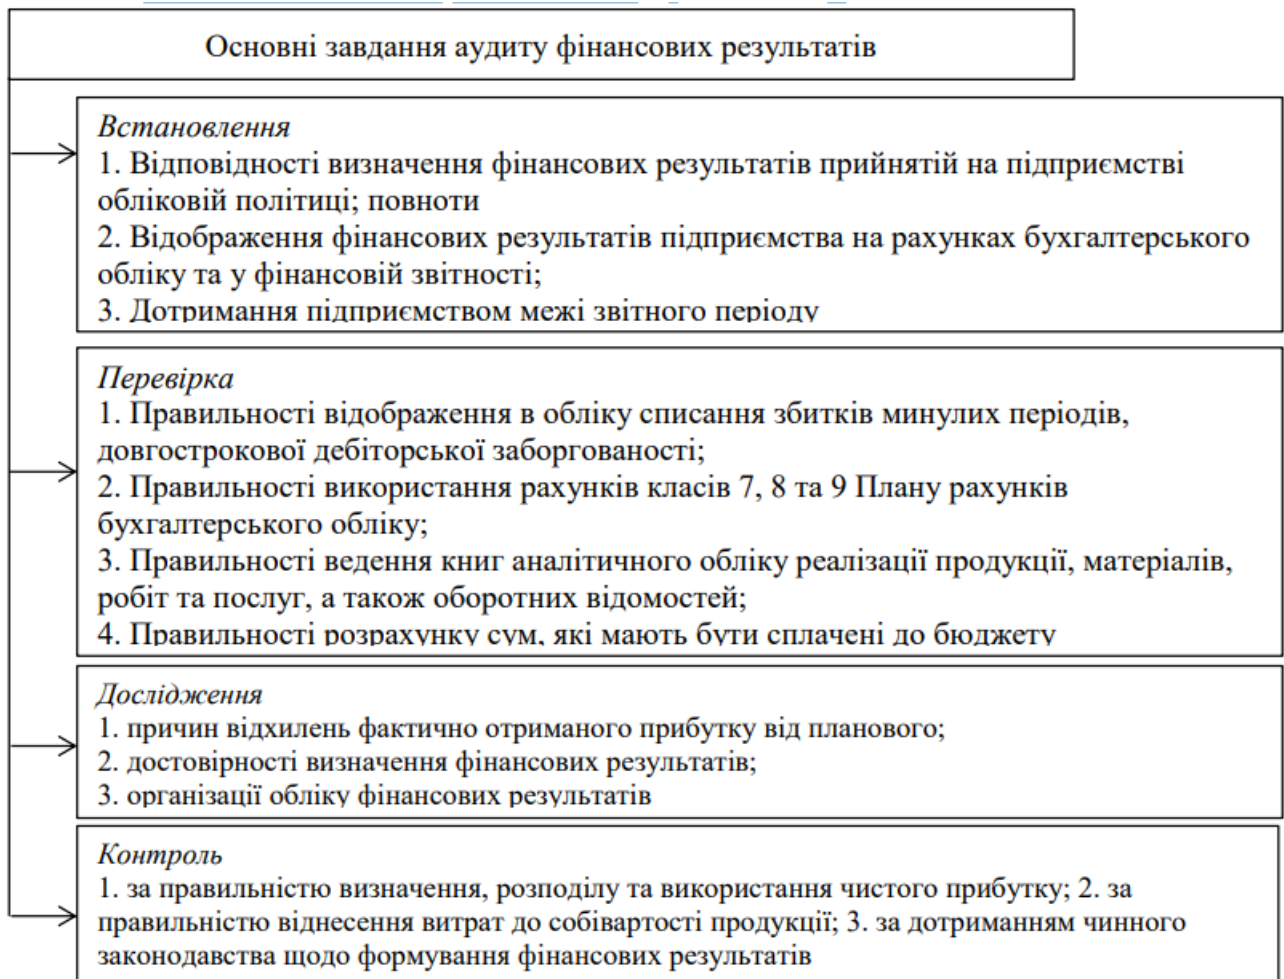 Основні завдання аудиту фінансових результатів
Встановлення
1. Відповідності визначення фінансових результатів прийнятій на підприємстві
обліковій політиці; повноти
2. Відображення фінансових результатів підприємства на рахунках бухгалтерського
обліку та у фінансовій звітності;
3. Дотримання підприємством межі звітного періоду
Перевірка
1. Правильності відображення в обліку списання збитків минулих періодів,
довгострокової дебіторської заборгованості;
2. Правильності використання рахунків класів 7, 8 та 9 Плану рахунків
бухгалтерського обліку;
3. Правильності ведення книг аналітичного обліку реалізації продукції, матеріалів,
робіт та послуг, а також оборотних відомостей;
4. Правильності розрахунку сум, які мають бути сплачені до бюджету
Дослідження
1. причин відхилень фактично отриманого прибутку від планового;
2. достовірності визначення фінансових результатів;
3. організації обліку фінансових результатів
Контроль
1. за правильністю визначення, розподілу та використання чистого прибутку; 2. за
правильністю віднесення витрат до собівартості продукції; 3. за дотриманням чинного
законодавства щодо формування фінансових результатів